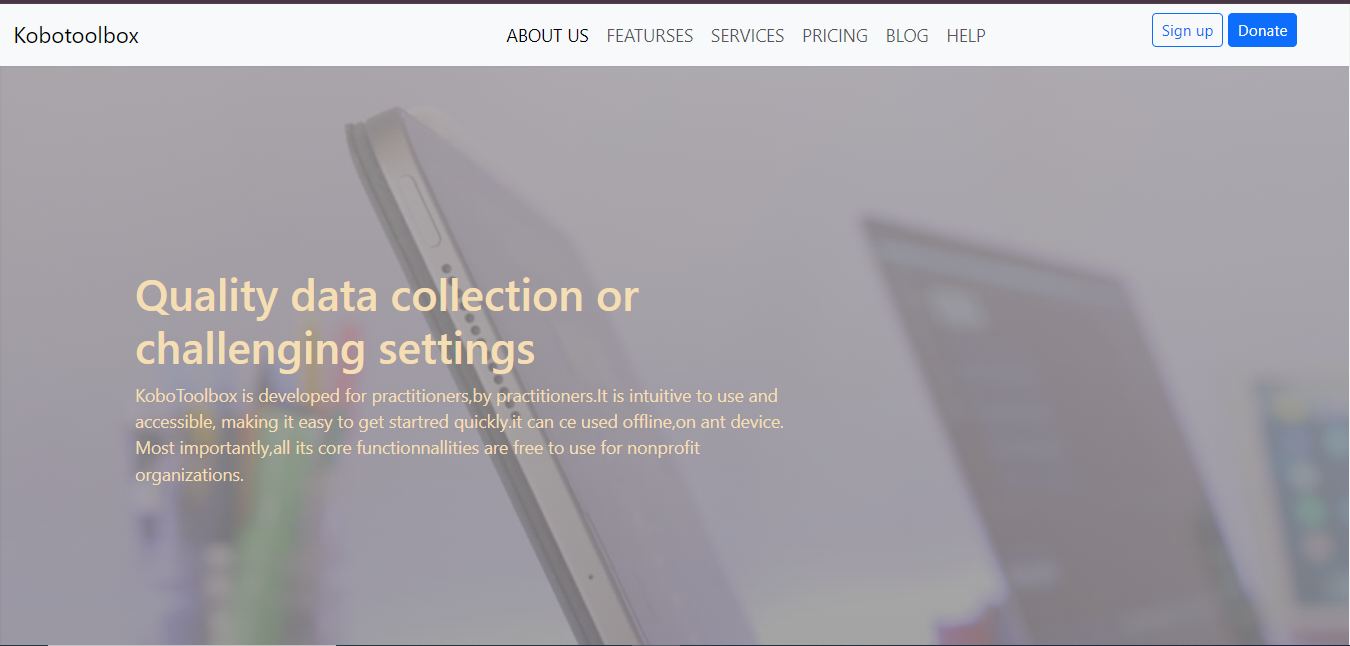 Kobotoolbox
ABOUT US FEATURSES SERVICES PRICING BLOG HELP
Sign up Donate
Quality data collection or
challenging settings
KoboToolbox is developed for practitioners,by practitioners.It is intuitive to use and
accessible, making it easy to get startred quickly.it can ce used offline,on ant device.
Most importantly,all its core functionnallities are free to use for nonprofit
organizations.